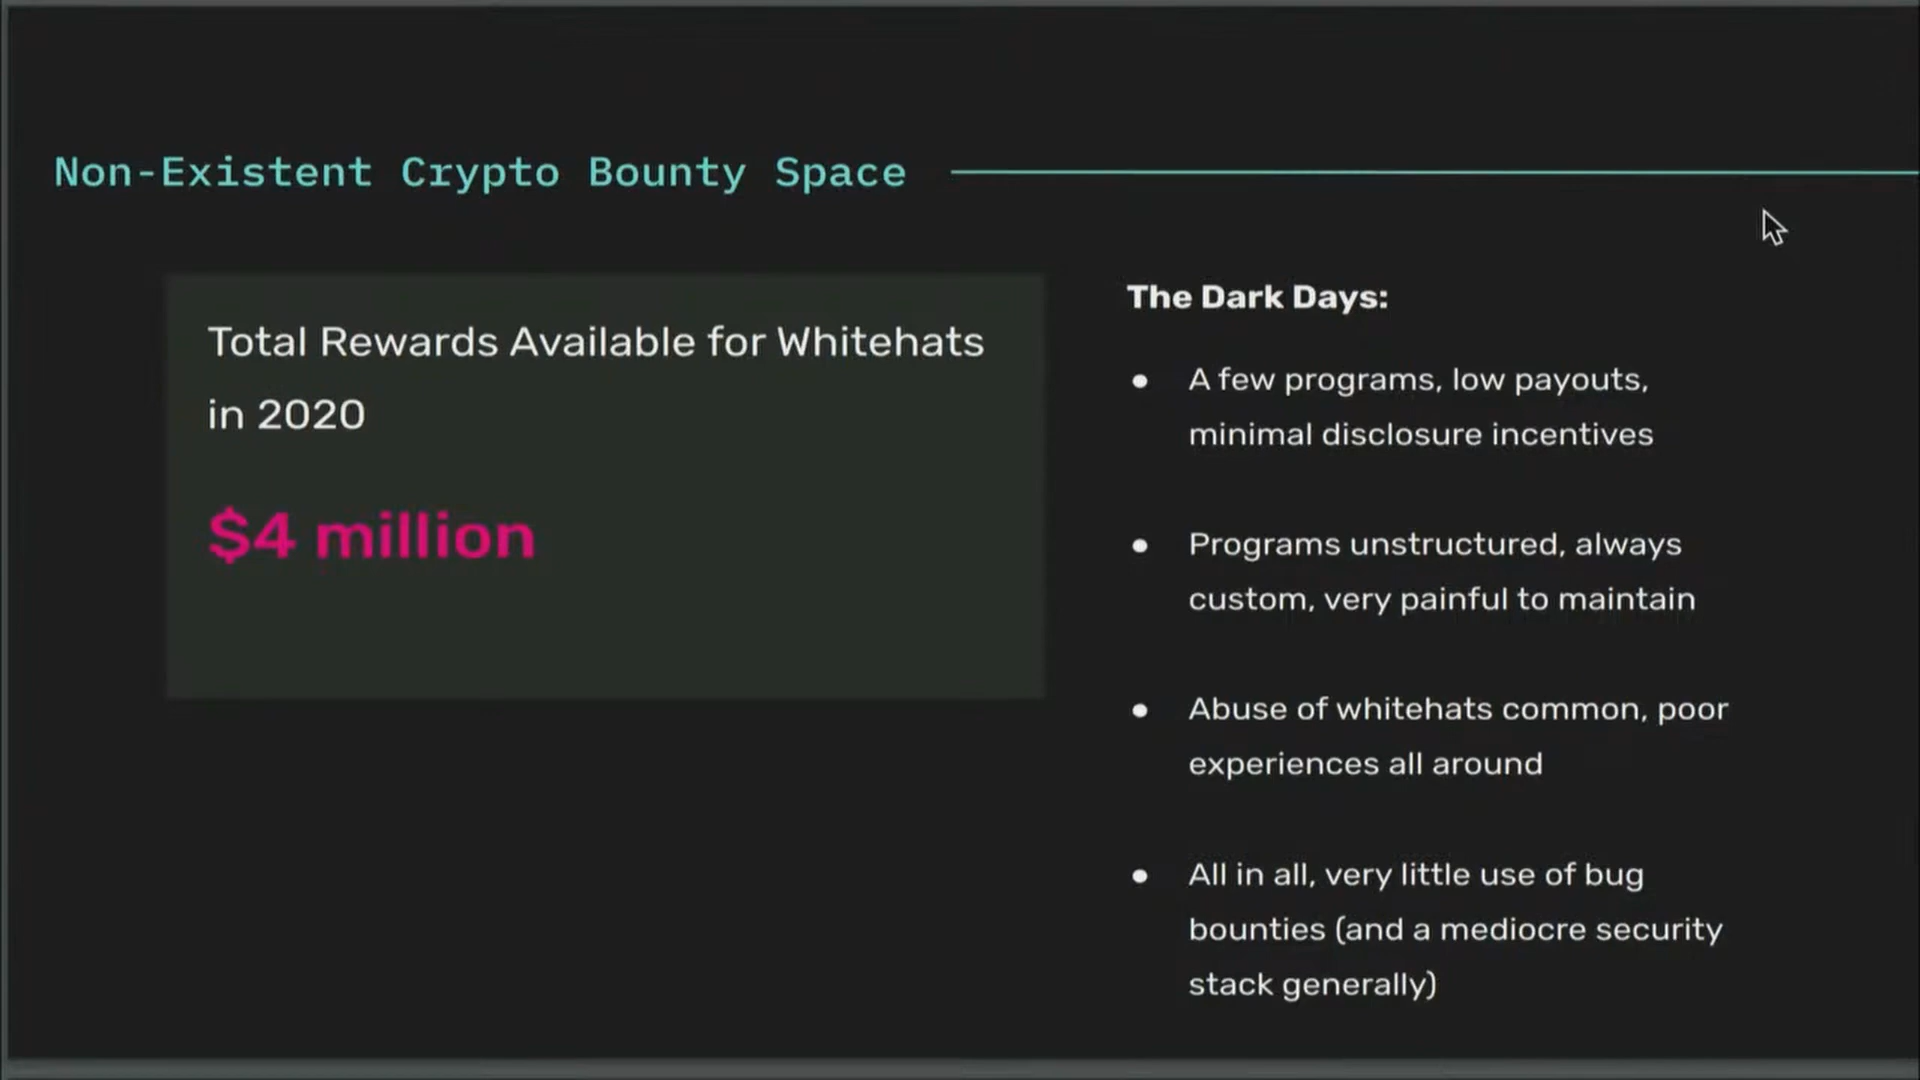 Non-Existent Crypto Bounty Space
Total Rewards Available for Whitehats
in 2020
$4 million
The Dark Days:
● A few programs, low payouts,
minimal disclosure incentives
● Programs unstructured, always
custom, very painful to maintain
● Abuse of whitehats common, poor
experiences all around
● All in all, very little use of bug
bounties (and a mediocre security
stack generally)